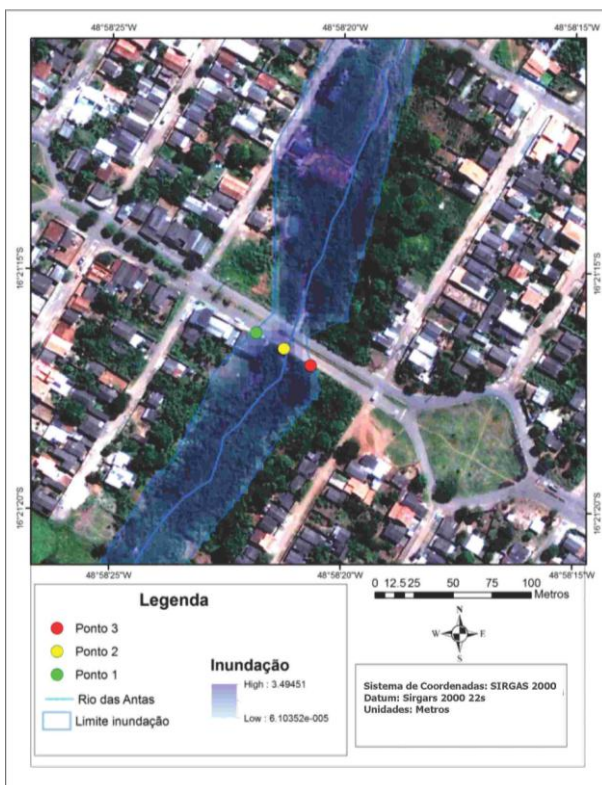 48°58'25"W 48°58'20"W 48°58'15"W
16°21'15"S 16°21'15"S
16°21'20"S 16°21'20"S
48°58'25"W 48°58'20"W 48°58'15"W
Legenda
Ponto 3
Ponto 2
Ponto 1
Rio das Antas
Limite inundação
Inundação
High : 3.49451
Low : 6.10352e-005
0 12.5 25 50 75 100
Metros
N
W E
S
Sistema de Coordenadas: SIRGAS 2000
Datum: Sirgars 2000 22s
Unidades: Metros